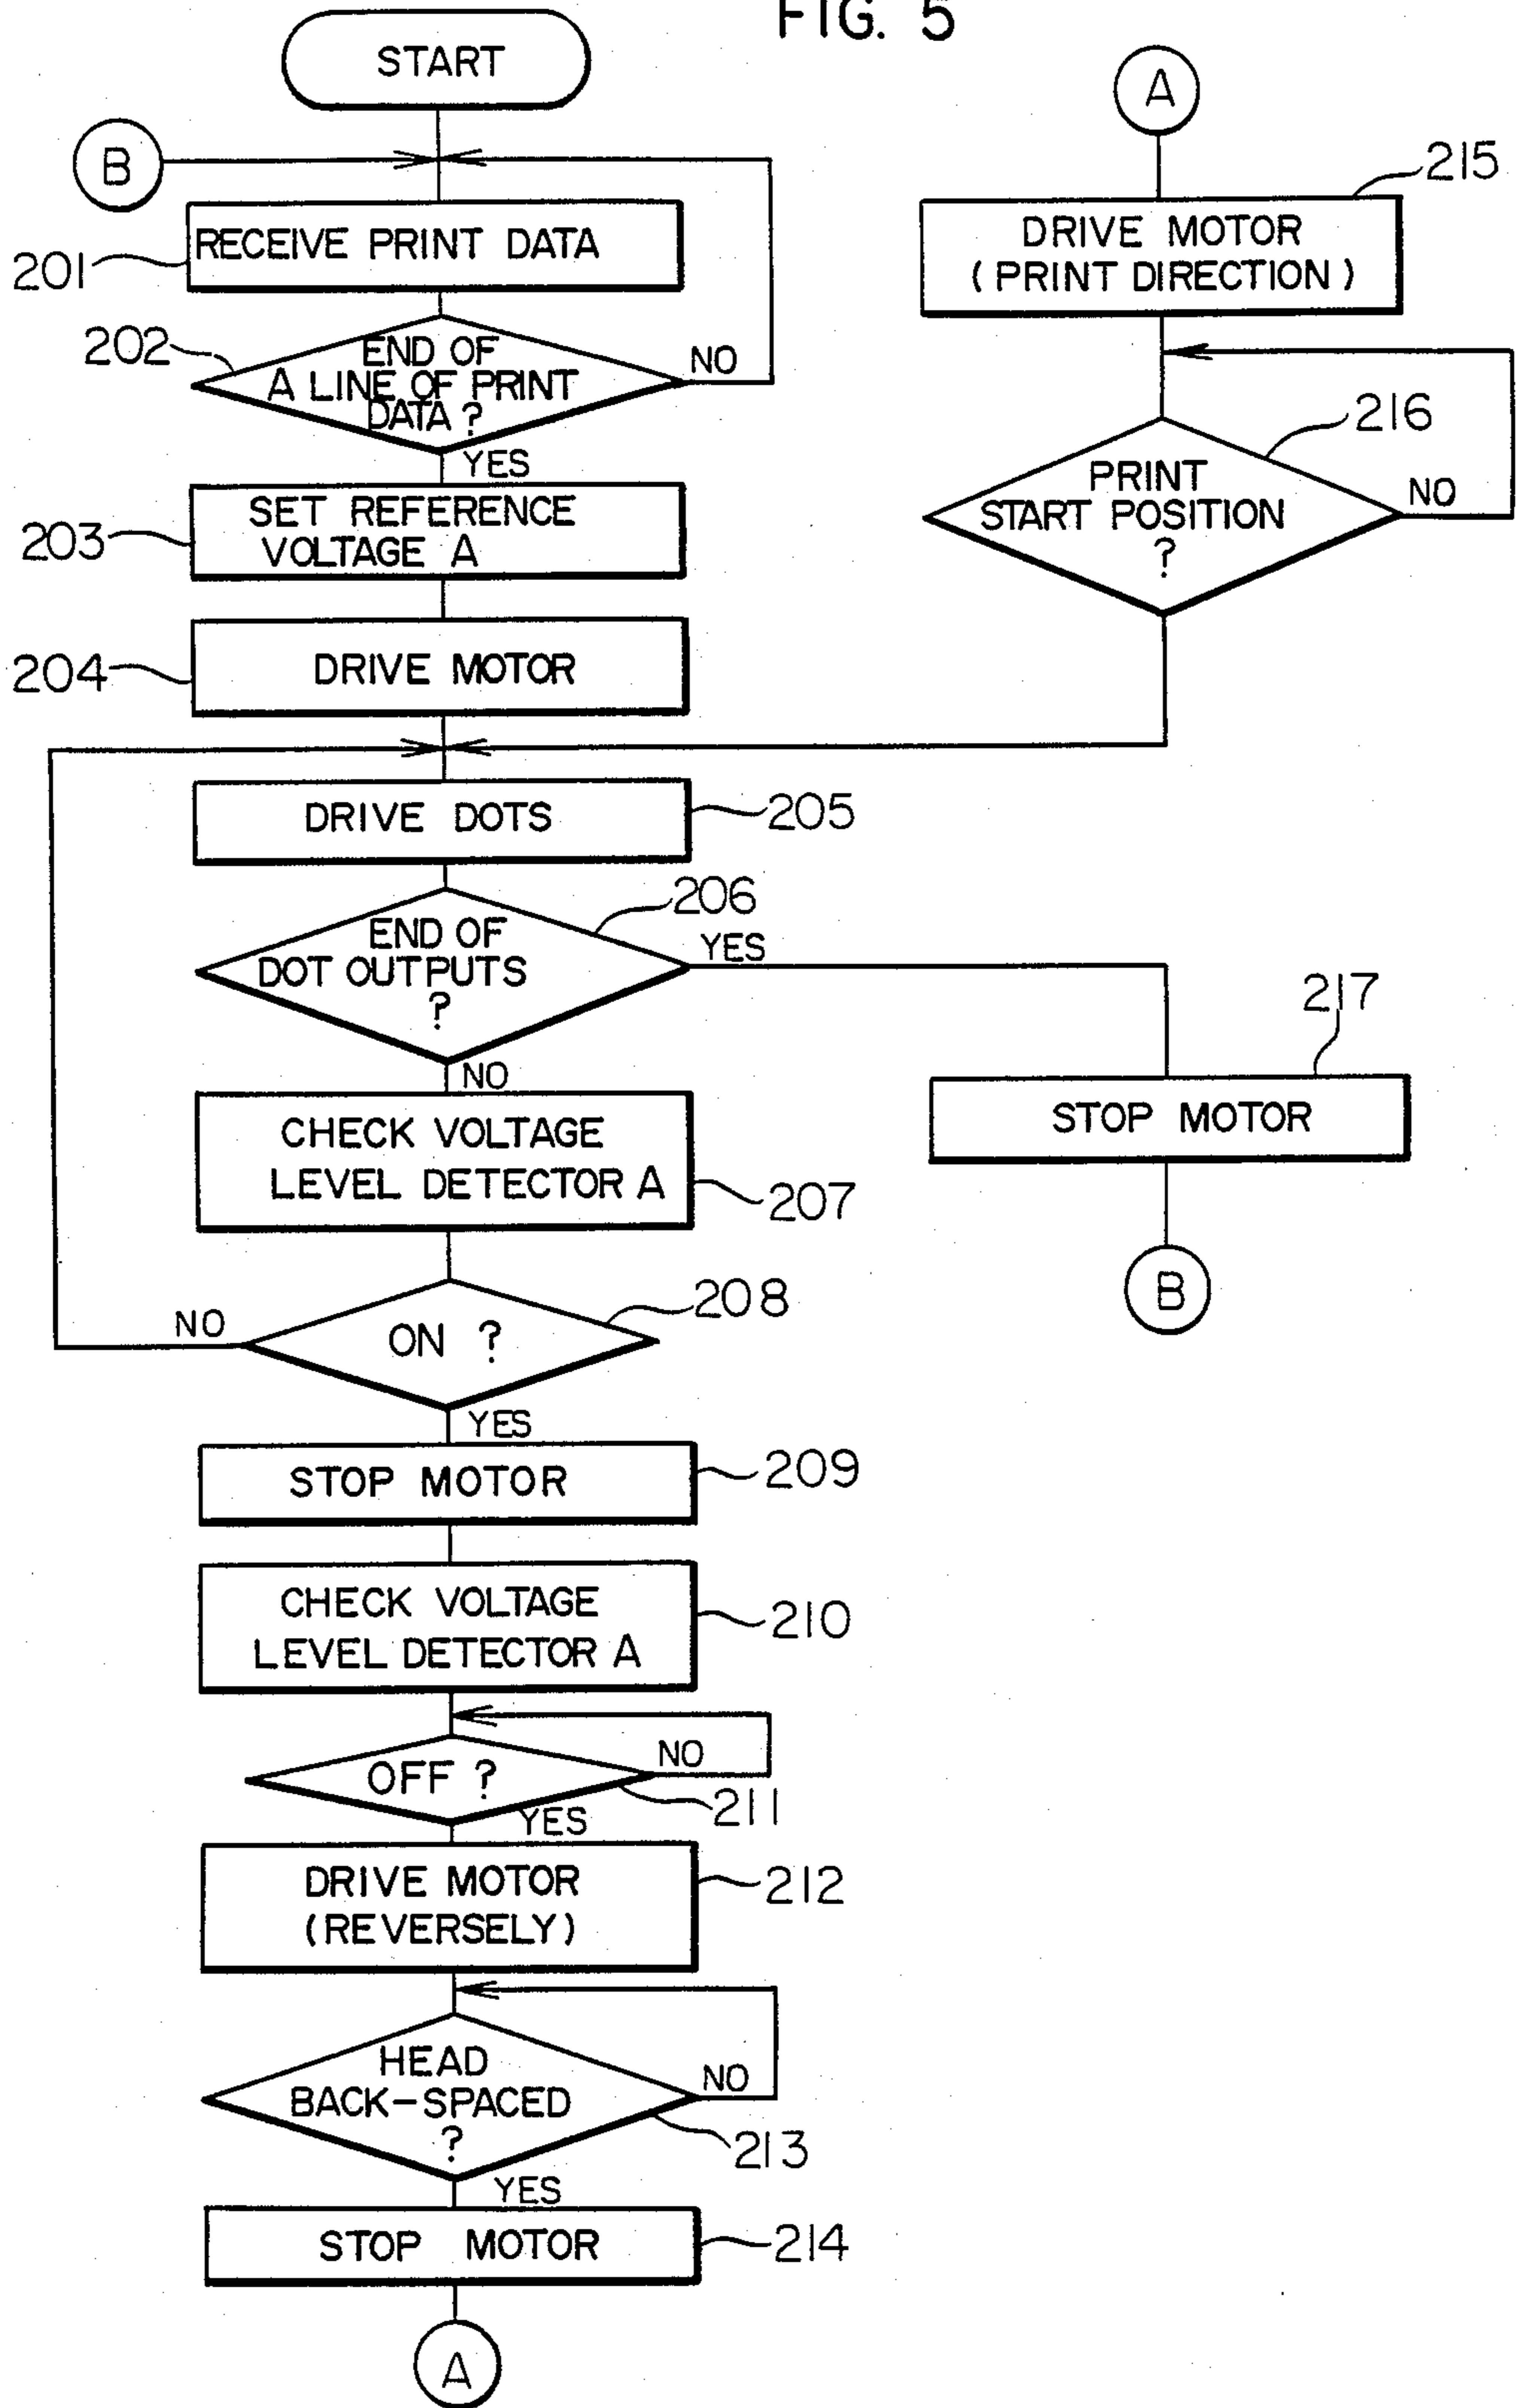 FIG. 5
START
B
RECEIVE PRINT DATA
201
202
END OF
A LINE OF PRINT
DATA ?
NO
YES
SET REFERENCE
VOLTAGE A
203
DRIVE MOTOR
204
DRIVE DOTS
205
206
END OF
DOT OUTPUTS
?
YES
NO
CHECK VOLTAGE
LEVEL DETECTOR A
207
208
ON ?
NO
YES
STOP MOTOR
209
CHECK VOLTAGE
LEVEL DETECTOR A
210
OFF ?
NO
211
YES
DRIVE MOTOR
(REVERSELY)
212
HEAD
BACK-SPACED
?
NO
213
YES
STOP MOTOR
214
A
A
215
DRIVE MOTOR
(PRINT DIRECTION)
216
PRINT
START POSITION
?
NO
217
STOP MOTOR
B